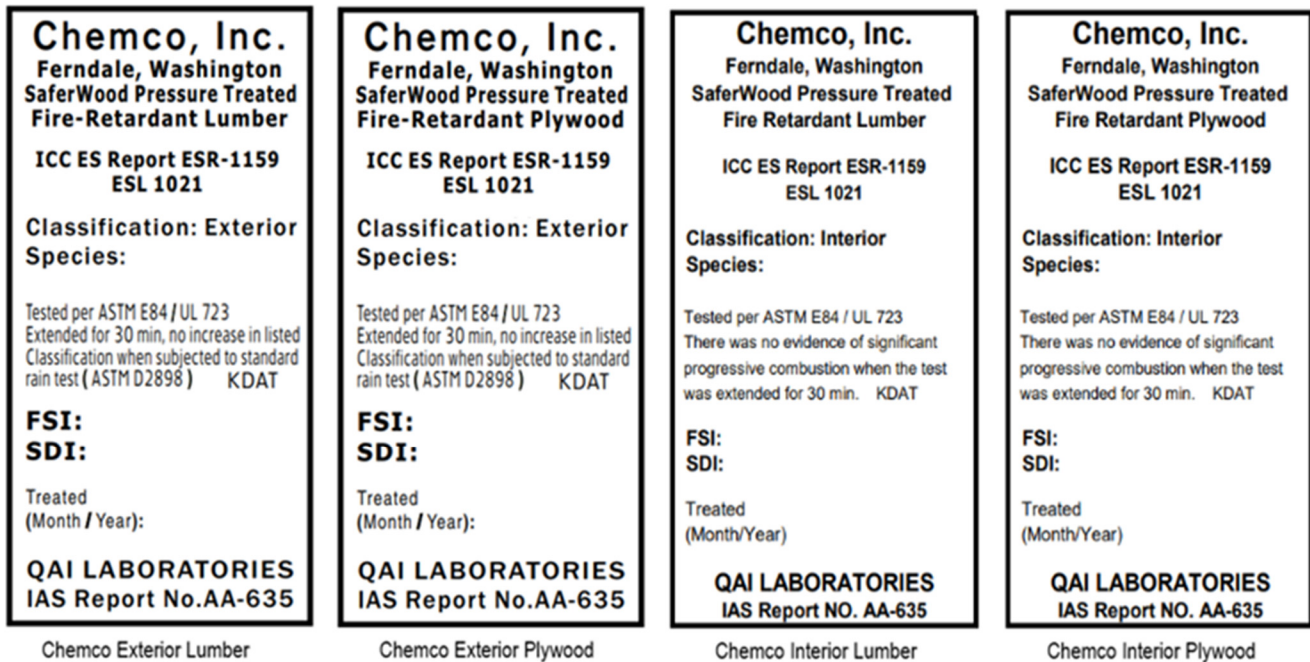 Chemco, Inc.
Ferndale, Washington
SaferWood Pressure Treated
Fire-Retardant Lumber
ICC ES Report ESR-1159
ESL 1021
Classification: Exterior
Species:
Tested per ASTM E84 / UL 723
Extended for 30 min, no increase in listed
Classification when subjected to standard
rain test ( ASTM D2898 ) KDAT
FSI:
SDI:
Treated
(Month / Year):
QAI LABORATORIES
IAS Report No.AA-635
Chemco Exterior Lumber
Chemco, Inc.
Ferndale, Washington
SaferWood Pressure Treated
Fire-Retardant Plywood
ICC ES Report ESR-1159
ESL 1021
Classification: Exterior
Species:
Tested per ASTM E84 / UL 723
Extended for 30 min, no increase in listed
Classification when subjected to standard
rain test ( ASTM D2898 ) KDAT
FSI:
SDI:
Treated
(Month / Year):
QAI LABORATORIES
IAS Report No.AA-635
Chemco Exterior Plywood
Chemco, Inc.
Ferndale, Washington
SaferWood Pressure Treated
Fire Retardant Lumber
ICC ES Report ESR-1159
ESL 1021
Classification: Interior
Species:
Tested per ASTM E84 / UL 723
There was no evidence of significant
progressive combustion when the test
was extended for 30 min. KDAT
FSI:
SDI:
Treated
(Month/Year)
QAI LABORATORIES
IAS Report NO. AA-635
Chemco Interior Lumber
Chemco, Inc.
Ferndale, Washington
SaferWood Pressure Treated
Fire Retardant Plywood
ICC ES Report ESR-1159
ESL 1021
Classification: Interior
Species:
Tested per ASTM E84 / UL 723
There was no evidence of significant
progressive combustion when the test
was extended for 30 min. KDAT
FSI:
SDI:
Treated
(Month/Year)
QAI LABORATORIES
IAS Report NO. AA-635
Chemco Interior Plywood